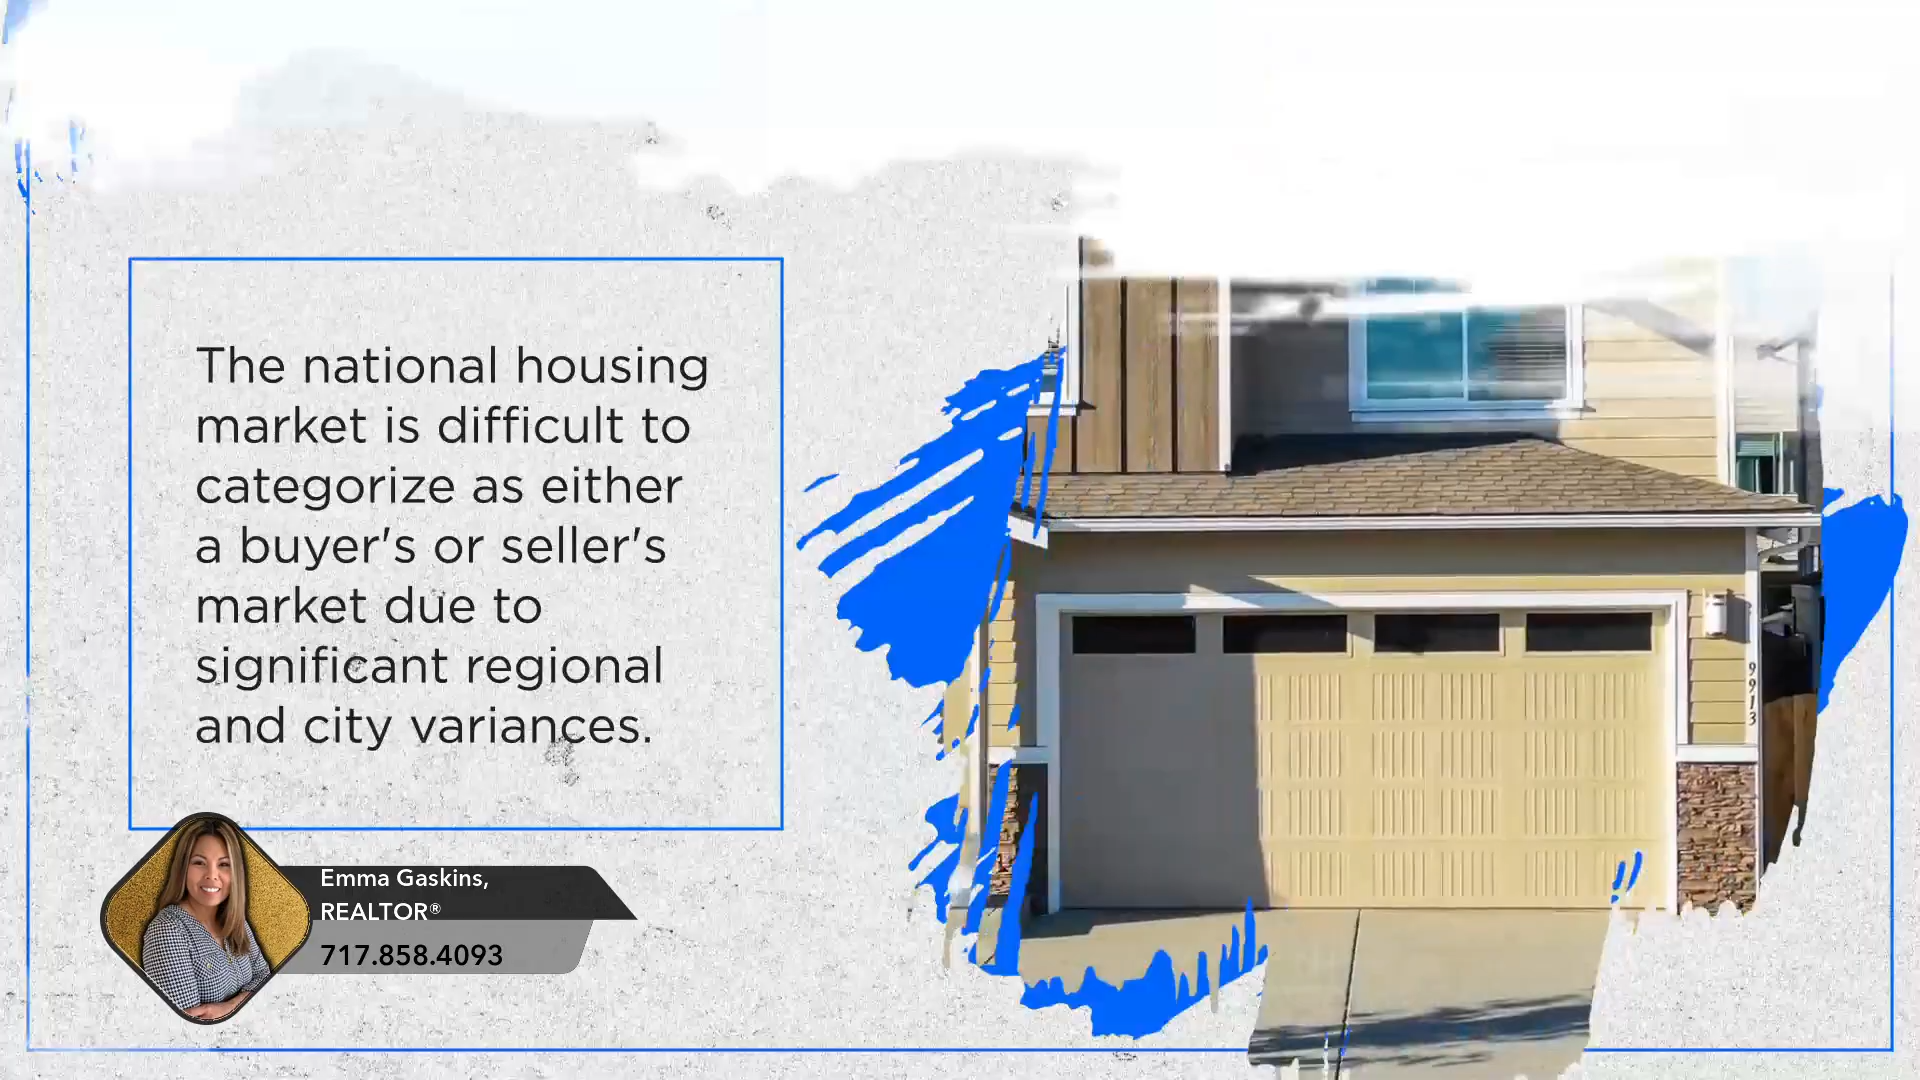 The national housing
market is difficult to
categorize as either
a buyer's or seller's
market due to
significant regional
and city variances.
Emma Gaskins,
REALTOR®
717.858.4093
9913